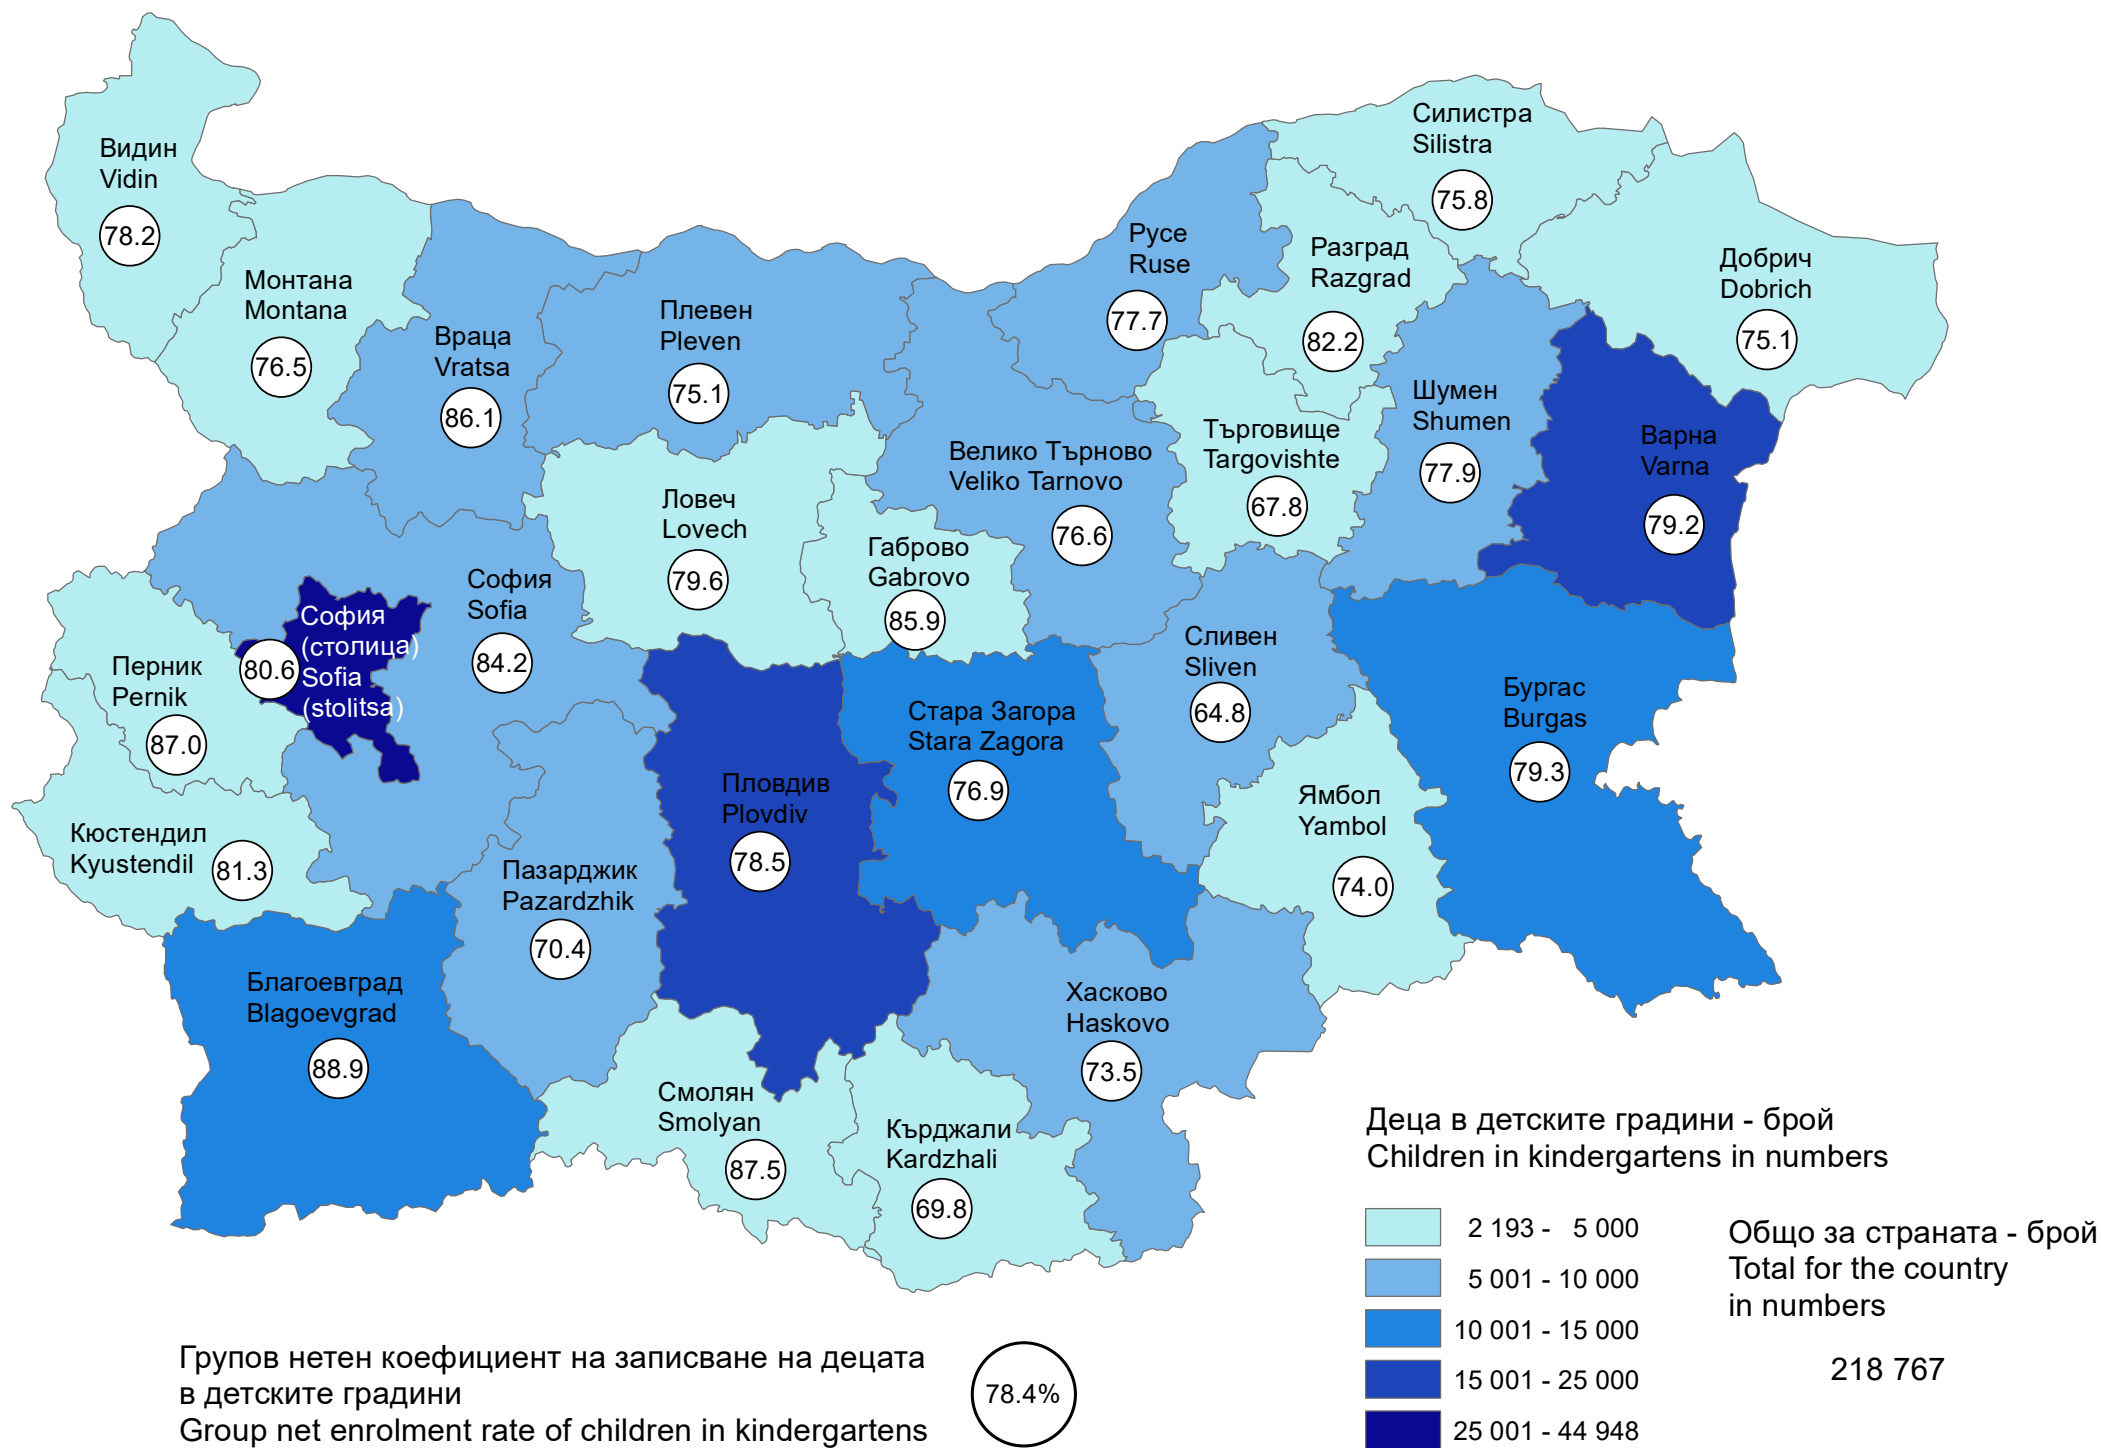 Видин
Vidin
78.2
Монтана
Montana
76.5
Враца
Vratsa
86.1
Плевен
Pleven
75.1
Русе
Ruse
77.7
Силистра
Silistra
75.8
Разград
Razgrad
82.2
Добрич
Dobrich
75.1
Шумен
Shumen
77.9
Варна
Varna
79.2
Търговище
Targovishte
67.8
Велико Търново
Veliko Tarnovo
76.6
Ловеч
Lovech
79.6
Габрово
Gabrovo
85.9
София
Sofia
84.2
София
(столица)
Sofia
(stolitsa)
80.6
Перник
Pernik
87.0
Кюстендил
Kyustendil
81.3
Сливен
Sliven
64.8
Бургас
Burgas
79.3
Стара Загора
Stara Zagora
76.9
Пловдив
Plovdiv
78.5
Ямбол
Yambol
74.0
Пазарджик
Pazardzhik
70.4
Благоевград
Blagoevgrad
88.9
Хасково
Haskovo
73.5
Смолян
Smolyan
87.5
Кърджали
Kardzhali
69.8
Деца в детските градини - брой
Children in kindergartens in numbers
2 193 - 5 000
5 001 - 10 000
10 001 - 15 000
15 001 - 25 000
25 001 - 44 948
Общо за страната - брой
Total for the country
in numbers
218 767
Групов нетен коефициент на записване на децата
в детските градини
Group net enrolment rate of children in kindergartens
78.4%